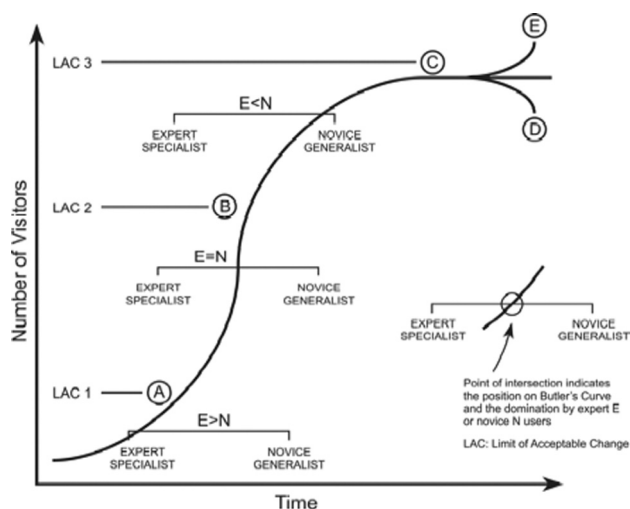 E
LAC 3
C
E<N
EXPERT
SPECIALIST
NOVICE
GENERALIST
D
LAC 2
B
E=N
EXPERT
SPECIALIST
NOVICE
GENERALIST
EXPERT
SPECIALIST
NOVICE
GENERALIST
Point of intersection indicates
the position on Butler's Curve
and the domination by expert E
or novice N users
LAC: Limit of Acceptable Change
LAC 1
A
E>N
EXPERT
SPECIALIST
NOVICE
GENERALIST
Number of Visitors
Time